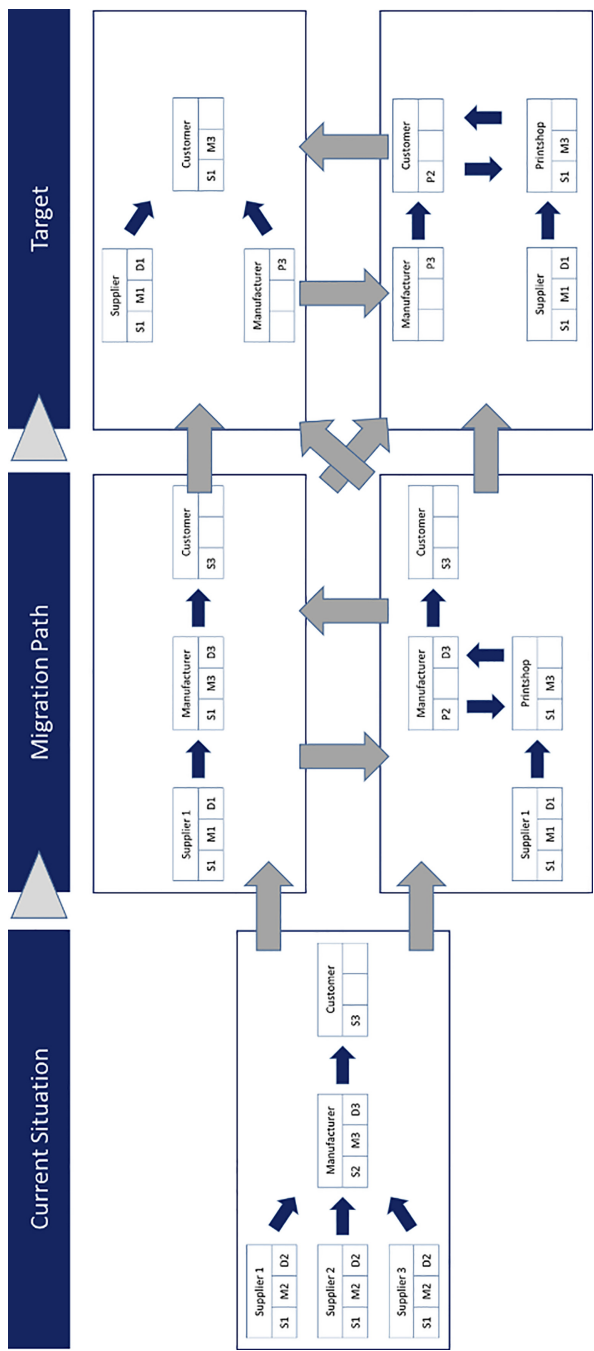 Current Situation
Migration Path
Target
Supplier 1
S1 M2 D2
Supplier 2
S1 M2 D2
Supplier 3
S1 M2 D2
Manufacturer
S2 M3 D3
Customer
S3
Supplier 1
S1 M1 D1
Manufacturer
S1 M3 D3
Customer
S3
Supplier 1
S1 M1 D1
Manufacturer
P2 D3
Printshop
S1 M3
Customer
S3
Supplier
S1 M1 D1
Manufacturer
P3
Customer
S1 M3
Manufacturer
P3
Customer
P2
Supplier
S1 M1 D1
Printshop
S1 M3